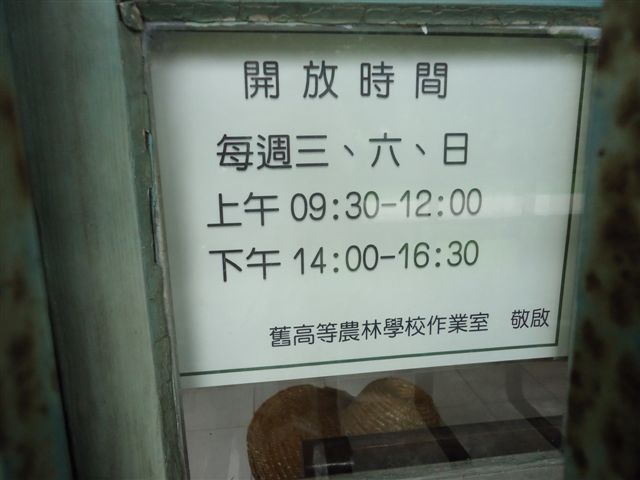 開放時間
每週三、六、日
上午 09:30-12:00
下午 14:00-16:30
舊高等農林學校作業室 敬啟